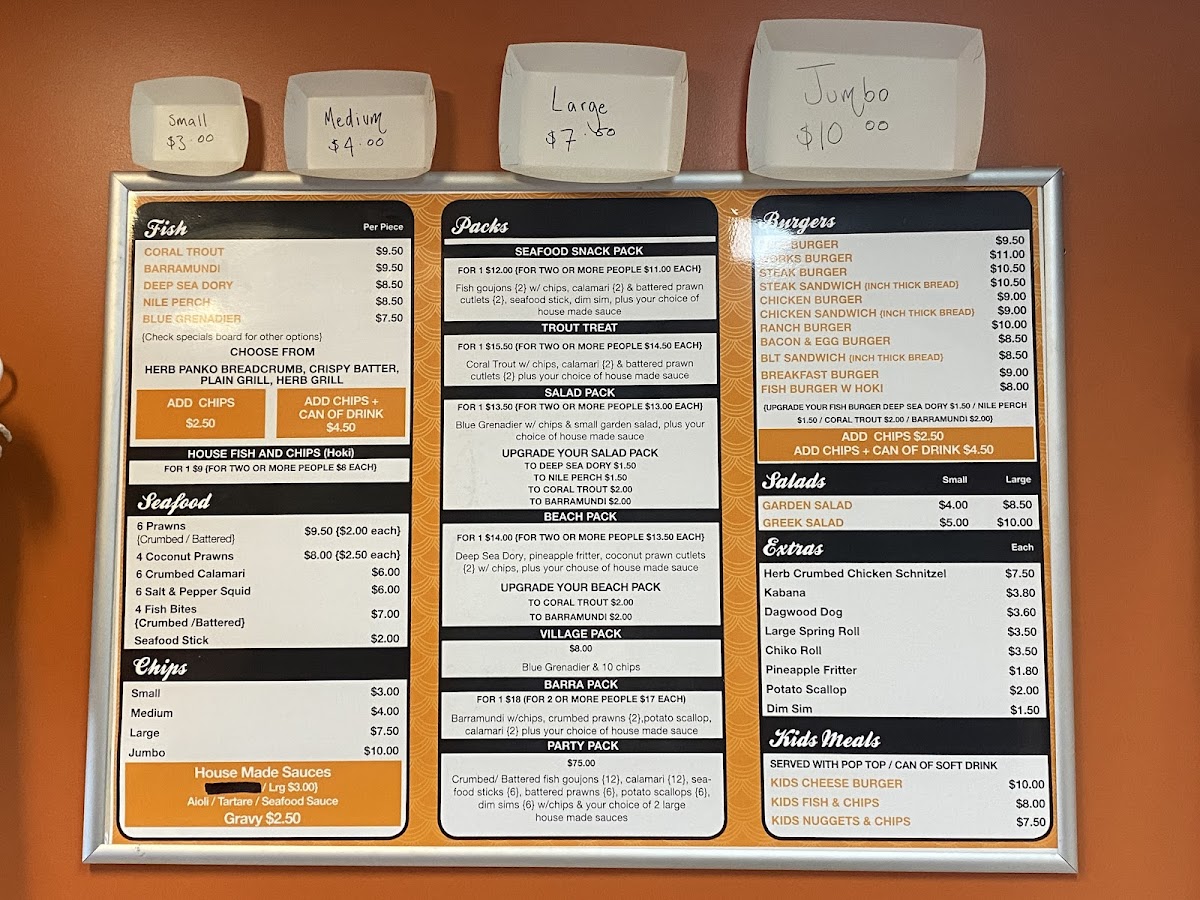 Small
$3.00
Medium
$4.00
Large
$7.50
Jumbo
$10 00
Fish Per Piece
CORAL TROUT $9.50
BARRAMUNDI $9.50
DEEP SEA DORY $8.50
NILE PERCH $8.50
BLUE GRENADIER $7.50
{Check specials board for other options}
CHOOSE FROM
HERB PANKO BREADCRUMB, CRISPY BATTER,
PLAIN GRILL, HERB GRILL
ADD CHIPS
$2.50
ADD CHIPS +
CAN OF DRINK
$4.50
HOUSE FISH AND CHIPS (Hoki)
FOR 1 $9 {FOR TWO OR MORE PEOPLE $8 EACH}
Seafood
6 Prawns
{Crumbed / Battered} $9.50 {$2.00 each}
4 Coconut Prawns $8.00 {$2.50 each}
6 Crumbed Calamari $6.00
6 Salt & Pepper Squid $6.00
4 Fish Bites
{Crumbed /Battered} $7.00
Seafood Stick $2.00
Chips
Small $3.00
Medium $4.00
Large $7.50
Jumbo $10.00
House Made Sauces
/ Lrg $3.00}
Aioli / Tartare / Seafood Sauce
Gravy $2.50
Packs
SEAFOOD SNACK PACK
FOR 1 $12.00 {FOR TWO OR MORE PEOPLE $11.00 EACH}
Fish goujons {2} w/ chips, calamari {2} & battered prawn
cutlets {2}, seafood stick, dim sim, plus your choice of
house made sauce
TROUT TREAT
FOR 1 $15.50 {FOR TWO OR MORE PEOPLE $14.50 EACH}
Coral Trout w/ chips, calamari {2} & battered prawn
cutlets {2} plus your choice of house made sauce
SALAD PACK
FOR 1 $13.50 {FOR TWO OR MORE PEOPLE $13.00 EACH}
Blue Grenadier w/ chips & small garden salad, plus your
choice of house made sauce
UPGRADE YOUR SALAD PACK
TO DEEP SEA DORY $1.50
TO NILE PERCH $1.50
TO CORAL TROUT $2.00
TO BARRAMUNDI $2.00
BEACH PACK
FOR 1 $14.00 {FOR TWO OR MORE PEOPLE $13.50 EACH}
Deep Sea Dory, pineapple fritter, coconut prawn cutlets
{2} w/ chips, plus your chouse of house made sauce
UPGRADE YOUR BEACH PACK
TO CORAL TROUT $2.00
TO BARRAMUNDI $2.00
VILLAGE PACK
$8.00
Blue Grenadier & 10 chips
BARRA PACK
FOR 1 $18 {FOR 2 OR MORE PEOPLE $17 EACH}
Barramundi w/chips, crumbed prawns {2},potato scallop,
calamari {2} plus your choice of house made sauce
PARTY PACK
$75.00
Crumbed/ Battered fish goujons {12}, calamari {12}, sea-
food sticks {6}, battered prawns {6}, potato scallops {6},
dim sims {6} w/chips & your choice of 2 large
house made sauces
Burgers
BURGER $9.50
WORKS BURGER $11.00
STEAK BURGER $10.50
STEAK SANDWICH {INCH THICK BREAD} $10.50
CHICKEN BURGER $9.00
CHICKEN SANDWICH {INCH THICK BREAD} $9.00
RANCH BURGER $10.00
BACON & EGG BURGER $8.50
BLT SANDWICH {INCH THICK BREAD} $8.50
BREAKFAST BURGER $9.00
FISH BURGER W HOKI $8.00
{UPGRADE YOUR FISH BURGER DEEP SEA DORY $1.50 / NILE PERCH
$1.50 / CORAL TROUT $2.00 / BARRAMUNDI $2.00}
ADD CHIPS $2.50
ADD CHIPS + CAN OF DRINK $4.50
Salads Small Large
GARDEN SALAD $4.00 $8.50
GREEK SALAD $5.00 $10.00
Extras Each
Herb Crumbed Chicken Schnitzel $7.50
Kabana $3.80
Dagwood Dog $3.60
Large Spring Roll $3.50
Chiko Roll $3.50
Pineapple Fritter $1.80
Potato Scallop $2.00
Dim Sim $1.50
Kids Meals
SERVED WITH POP TOP / CAN OF SOFT DRINK
KIDS CHEESE BURGER $10.00
KIDS FISH & CHIPS $8.00
KIDS NUGGETS & CHIPS $7.50